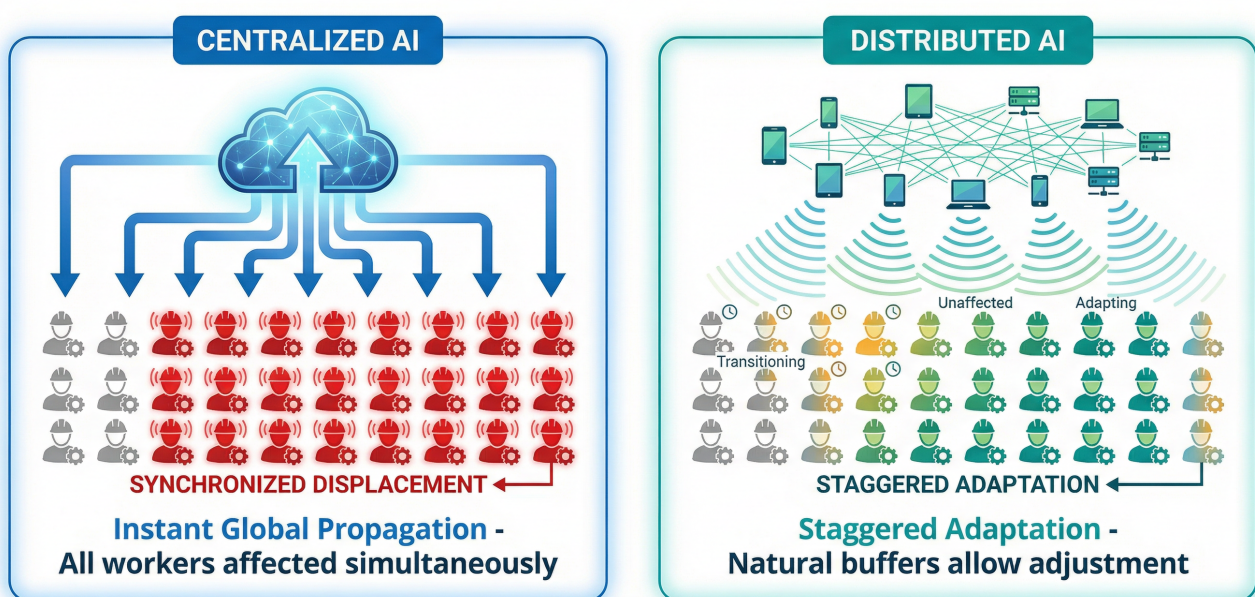 CENTRALIZED AI
SYNCHRONIZED DISPLACEMENT
Instant Global Propagation -
All workers affected simultaneously
DISTRIBUTED AI
Unaffected
Adapting
Transitioning
STAGGERED ADAPTATION
Staggered Adaptation -
Natural buffers allow adjustment